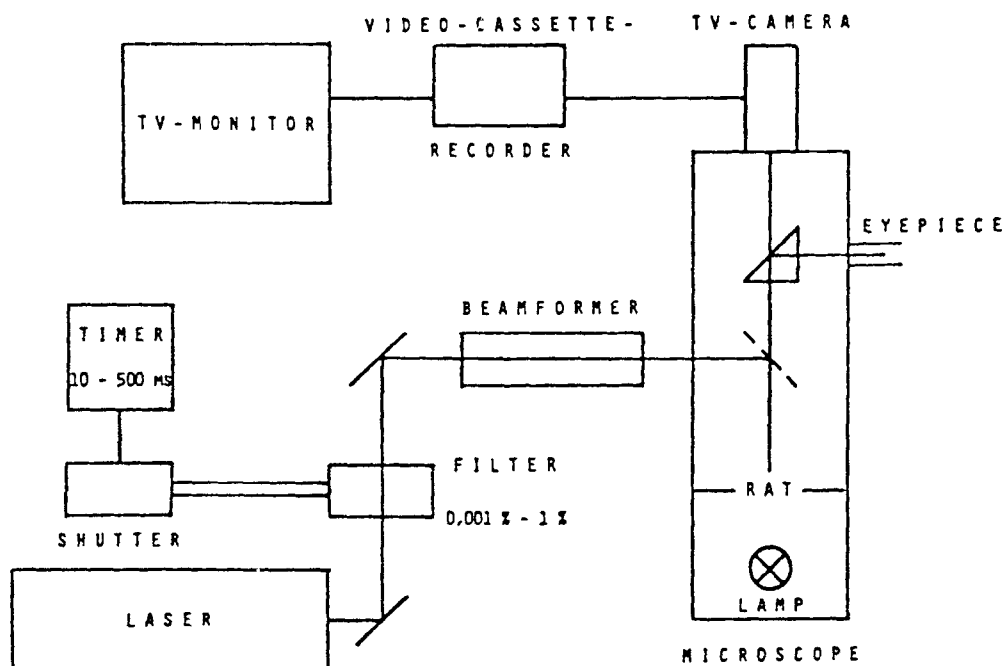 VIDEO-CASSETTE-
TV-CAMERA
TV-MONITOR
RECORDER
EYEPIECE
BEAMFORMER
TIMER
10 - 500 MS
FILTER
0,001 % - 1 %
RAT
SHUTTER
LASER
LAMP
MICROSCOPE